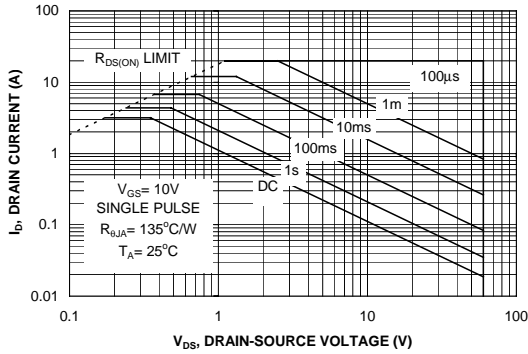 100
10
1
0.1
0.01
I_D, DRAIN CURRENT (A)
R_DS(ON) LIMIT
100μs
1m
10ms
100ms
1s
DC
V_GS= 10V
SINGLE PULSE
R_θJA= 135°C/W
T_A= 25°C
0.1
1
10
100
V_DS, DRAIN-SOURCE VOLTAGE (V)